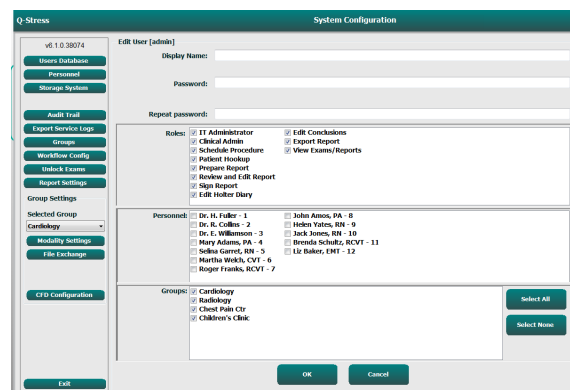 Q-Stress
System Configuration
v6.1.0.38074
Users Database
Personnel
Storage System
Audit Trail
Export Service Logs
Groups
Workflow Config
Unlock Exams
Report Settings
Group Settings
Selected Group
Cardiology
Modality Settings
File Exchange
CFD Configuration
Exit
Edit User [admin]
Display Name:
Password:
Repeat password:
Roles:
IT Administrator
Clinical Admin
Schedule Procedure
Patient Hookup
Prepare Report
Review and Edit Report
Sign Report
Edit Holter Diary
Edit Conclusions
Export Report
View Exams/Reports
Personnel:
Dr. H. Fuller - 1
Dr. R. Collins - 2
Dr. E. Williamson - 3
Mary Adams, PA - 4
Selina Garret, RN - 5
Martha Welch, CVT - 6
Roger Franks, RCVT - 7
John Amos, PA - 8
Helen Yates, RN - 9
Jack Jones, RN - 10
Brenda Schultz, RCVT - 11
Liz Baker, EMT - 12
Groups:
Cardiology
Radiology
Chest Pain Ctr
Children's Clinic
Select All
Select None
OK
Cancel